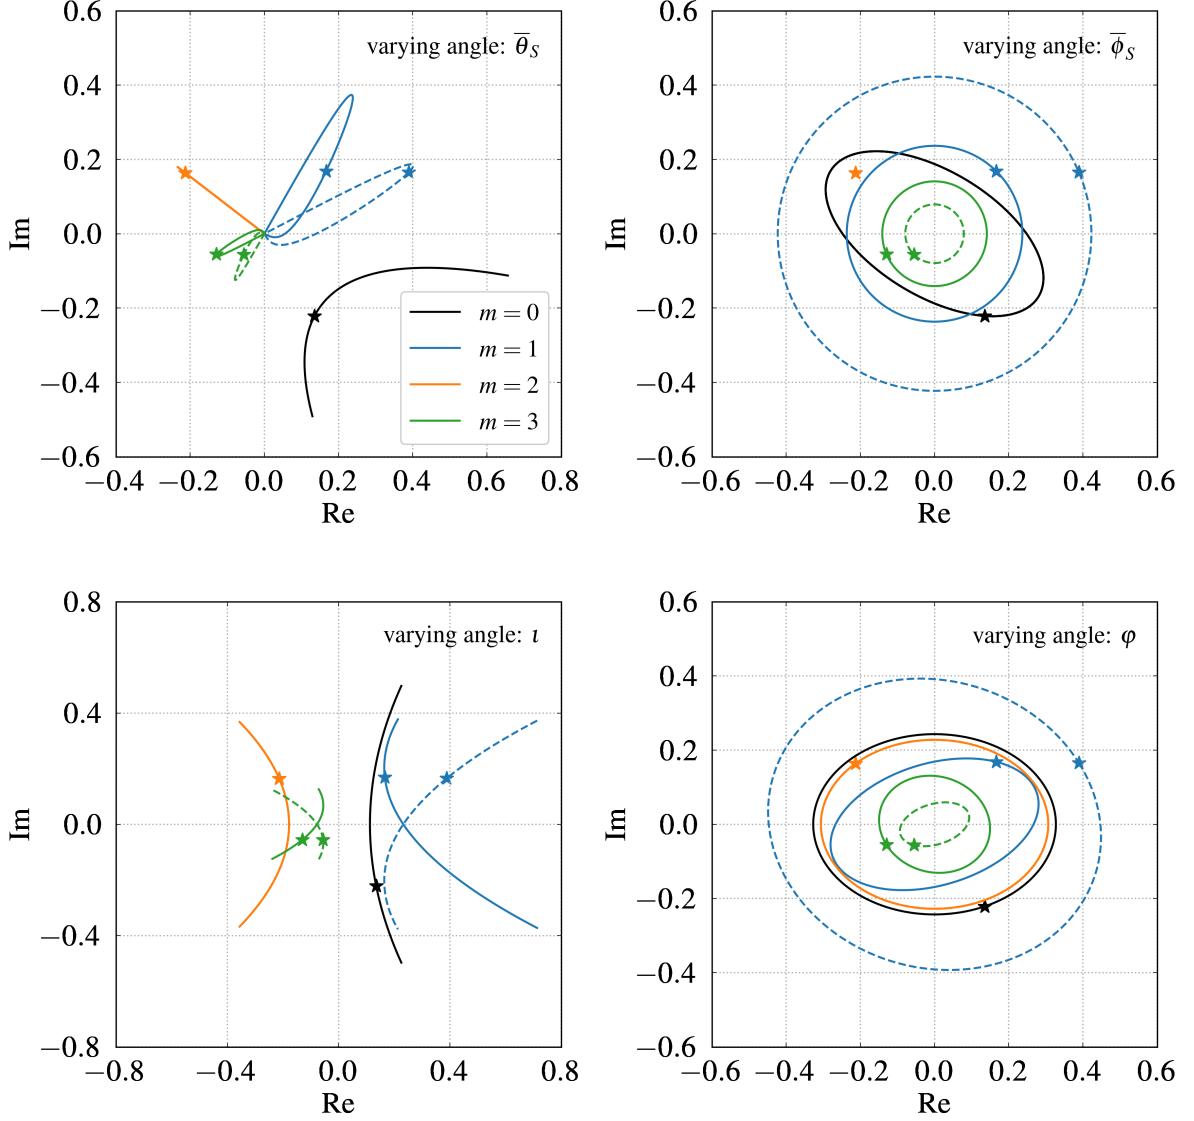 varying angle: θ̅_S
0.6
0.4
0.2
0.0
−0.2
−0.4
−0.6
Im
m = 0
m = 1
m = 2
m = 3
−0.4 −0.2 0.0 0.2 0.4 0.6 0.8
Re
varying angle: ϕ̅_S
0.6
0.4
0.2
0.0
−0.2
−0.4
−0.6
Im
−0.6 −0.4 −0.2 0.0 0.2 0.4 0.6
Re
varying angle: ι
0.8
0.4
0.0
−0.4
−0.8
Im
−0.8 −0.4 0.0 0.4 0.8
Re
varying angle: φ
0.6
0.4
0.2
0.0
−0.2
−0.4
−0.6
Im
−0.6 −0.4 −0.2 0.0 0.2 0.4 0.6
Re